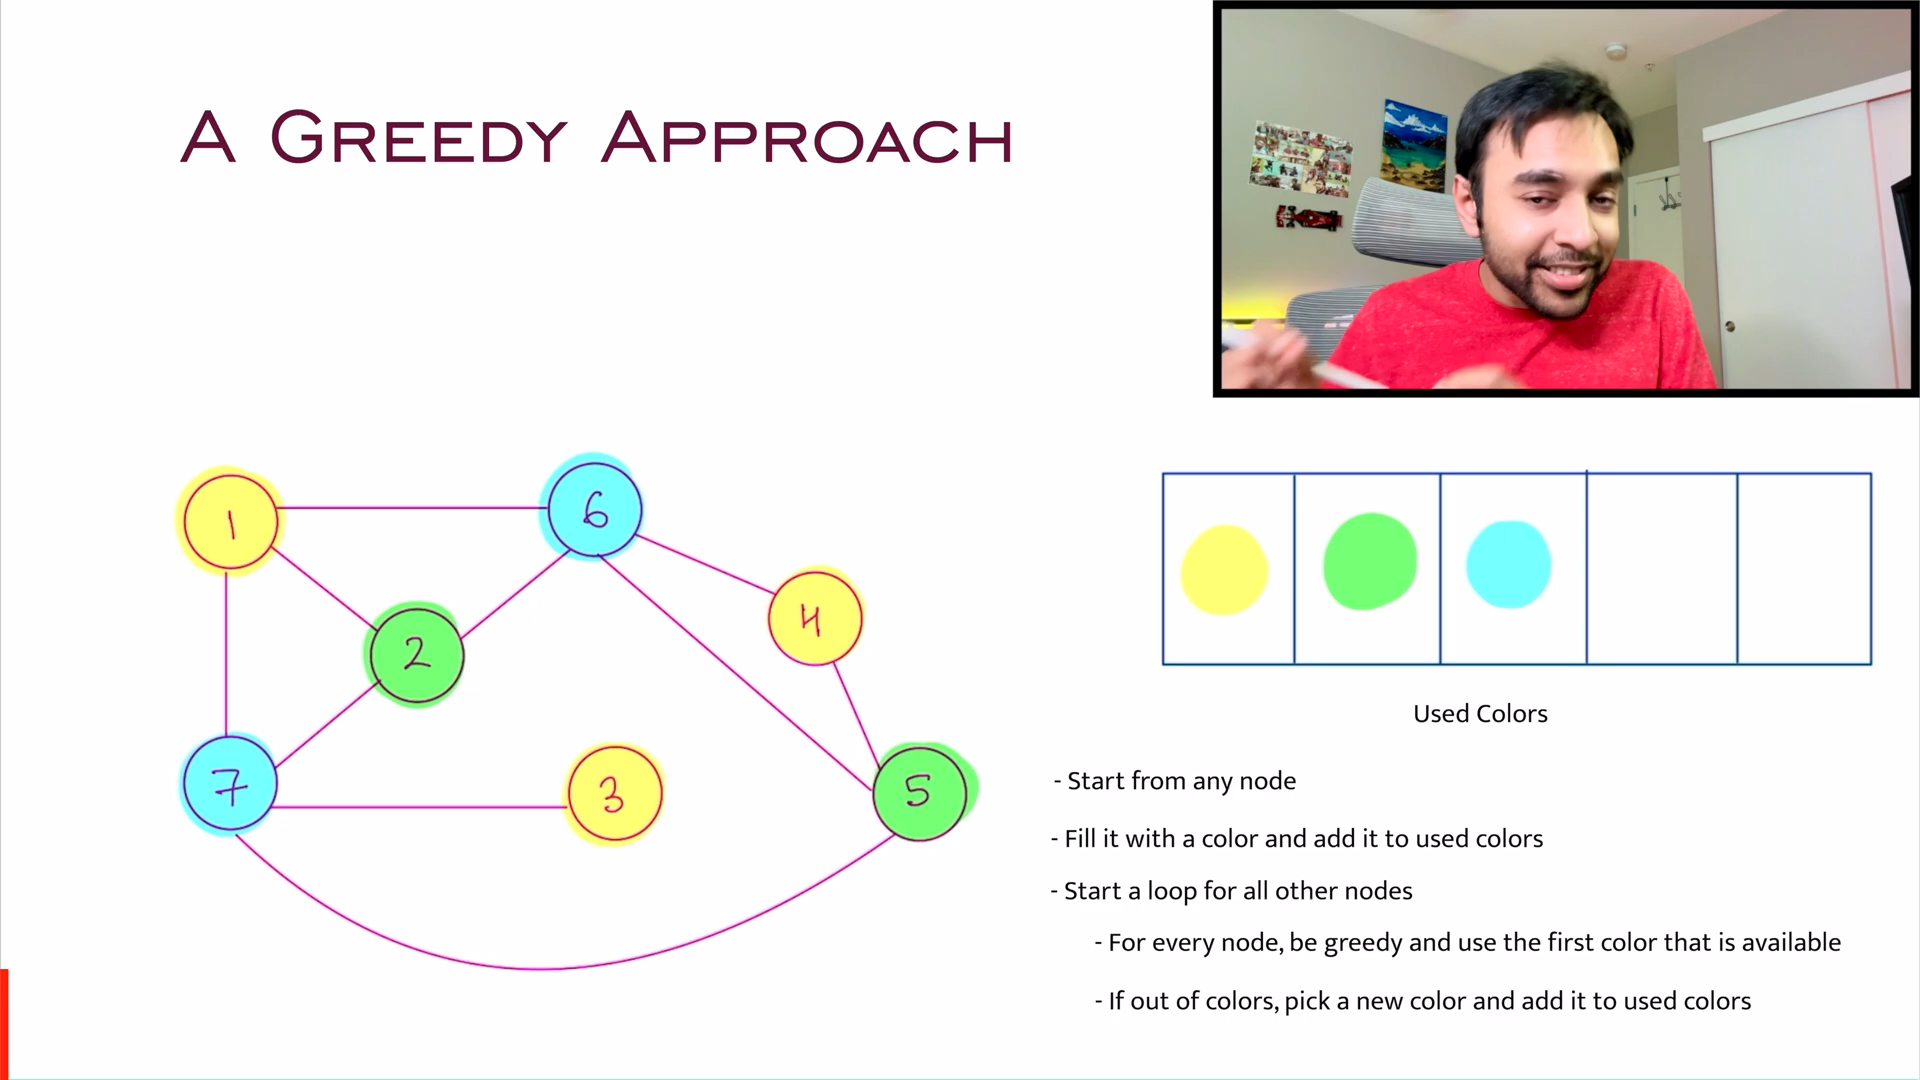 A GREEDY APPROACH
1
6
4
2
7
3
5
Used Colors
- Start from any node
- Fill it with a color and add it to used colors
- Start a loop for all other nodes
- For every node, be greedy and use the first color that is available
- If out of colors, pick a new color and add it to used colors